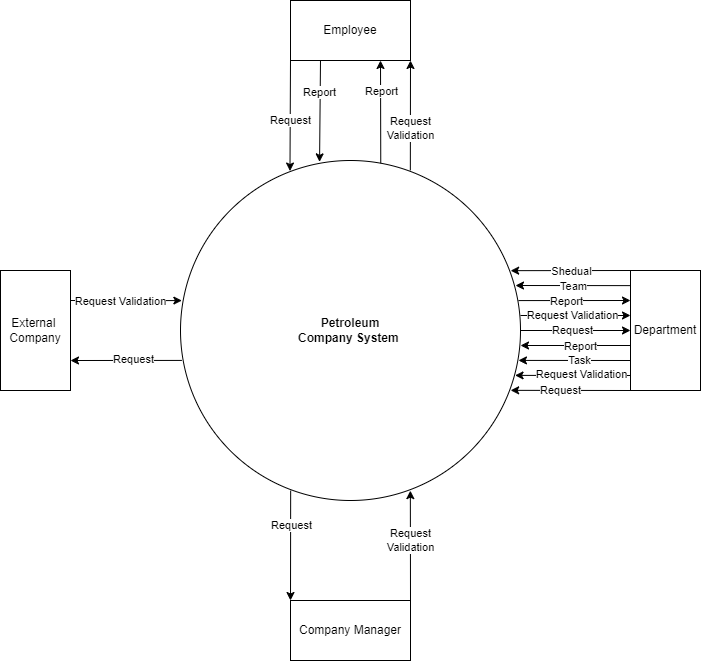 Employee
Report
Report
Request
Request
Validation
Shedual
Team
Report
Request Validation
Request
Report
Task
Request Validation
Request
Department
Request Validation
External
Company
Request
Petroleum
Company System
Request
Request
Validation
Company Manager